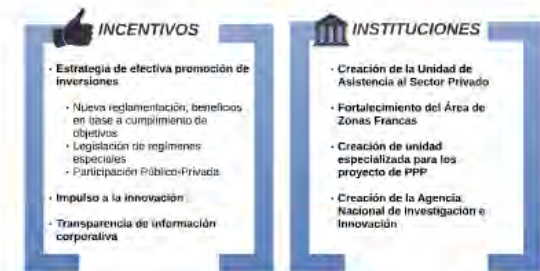 INCENTIVOS
· Estrategia de efectiva promoción de
inversiones
· Nueva reglamentación, beneficios
en base a cumplimiento de
objetivos
· Legislación de regímenes
especiales
· Participación Público-Privada
· Impulso a la innovación
· Transparencia de información
corporativa
INSTITUCIONES
· Creación de la Unidad de
Asistencia al Sector Privado
· Fortalecimiento del Área de
Zonas Francas
· Creación de unidad
especializada para los
proyecto de PPP
· Creación de la Agencia
Nacional de Investigación e
Innovación